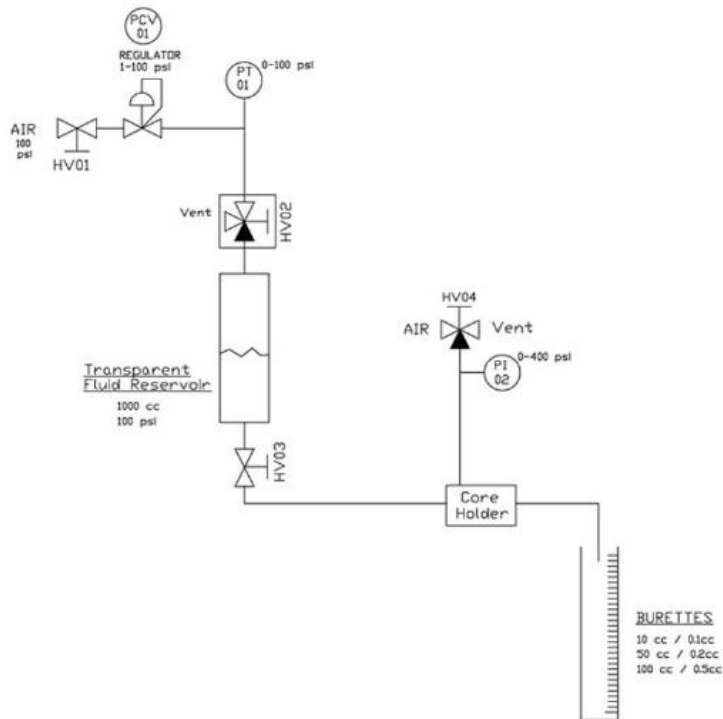 PCV
01
REGULATOR
1-100 psi
PT
01
0-100 psi
AIR
100
psi
HV01
Vent
HV02
HV04
AIR
Vent
PI
02
0-400 psi
Transparent
Fluid Reservoir
1000 cc
100 psi
HV03
Core
Holder
BURETTES
10 cc / 0.1cc
50 cc / 0.2cc
100 cc / 0.5cc